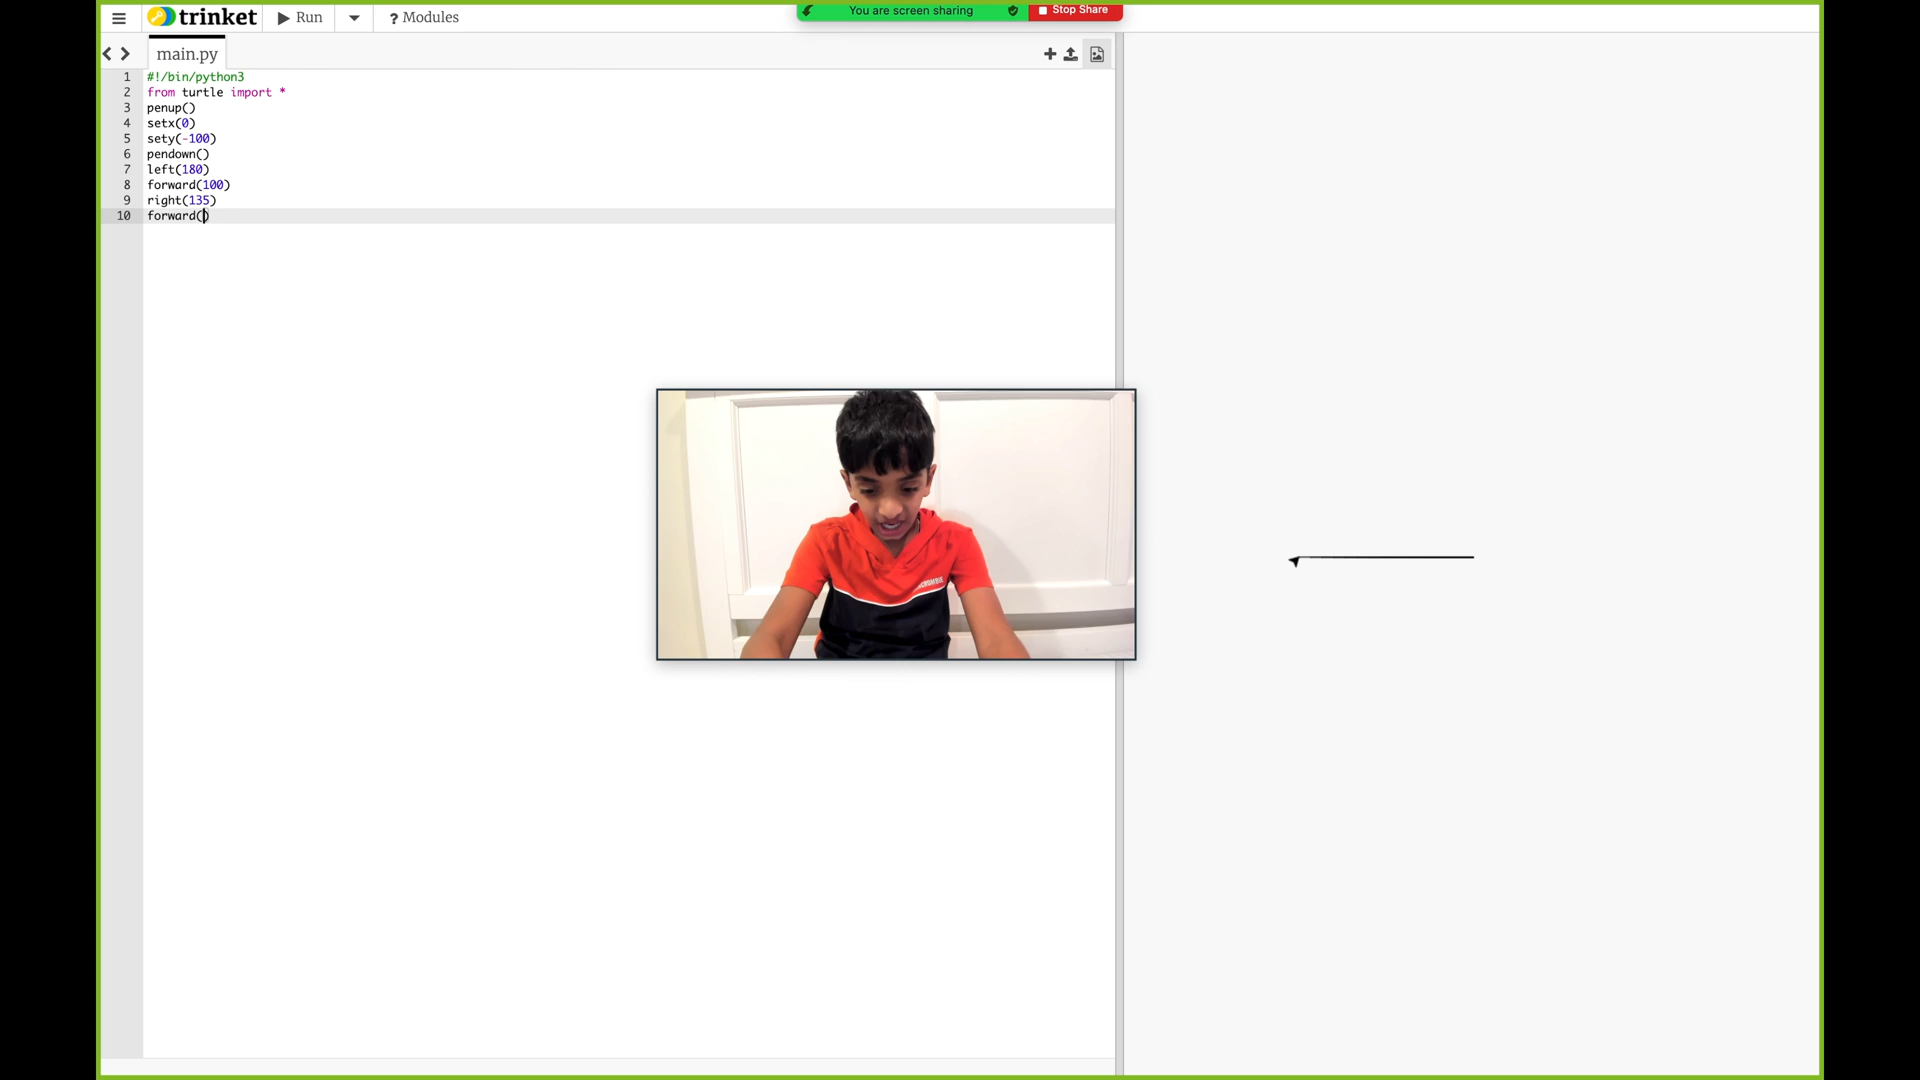 trinket Run ? Modules
You are screen sharing Stop Share
main.py
1 #!/bin/python3
2 from turtle import *
3 penup()
4 setx(0)
5 sety(-100)
6 pendown()
7 left(180)
8 forward(100)
9 right(135)
10 forward()